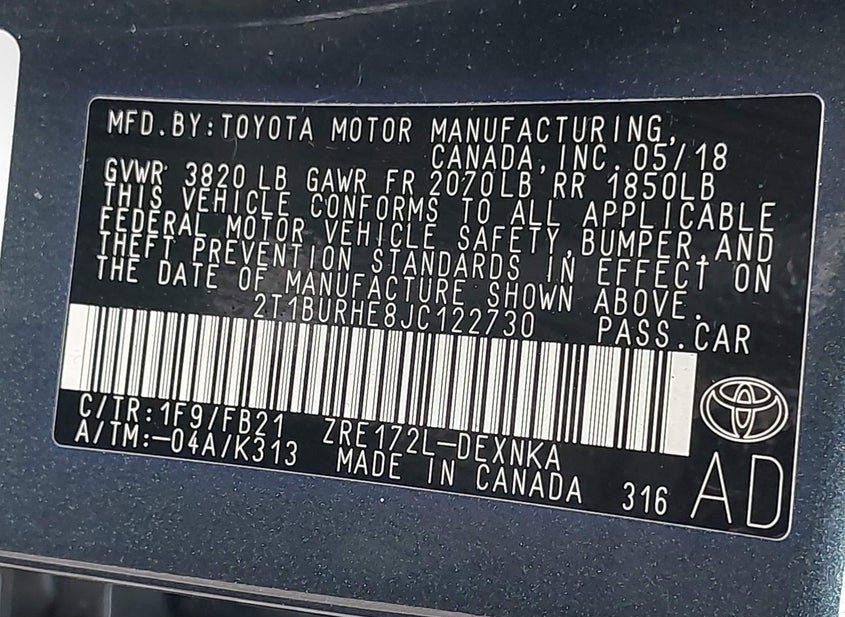 MFD.BY:TOYOTA MOTOR MANUFACTURING,
CANADA, INC. 05/18
GVWR 3820 LB GAWR FR 2070LB RR 1850LB
THIS VEHICLE CONFORMS TO ALL APPLICABLE
FEDERAL MOTOR VEHICLE SAFETY, BUMPER, AND
THEFT PREVENTION STANDARDS IN EFFECT ON
THE DATE OF MANUFACTURE SHOWN ABOVE.
2T1BURHE8JC122730 PASS.CAR
C/TR:1F9/FB21 ZRE172L-DEXNKA
A/TM:-04A/K313 MADE IN CANADA 316 AD